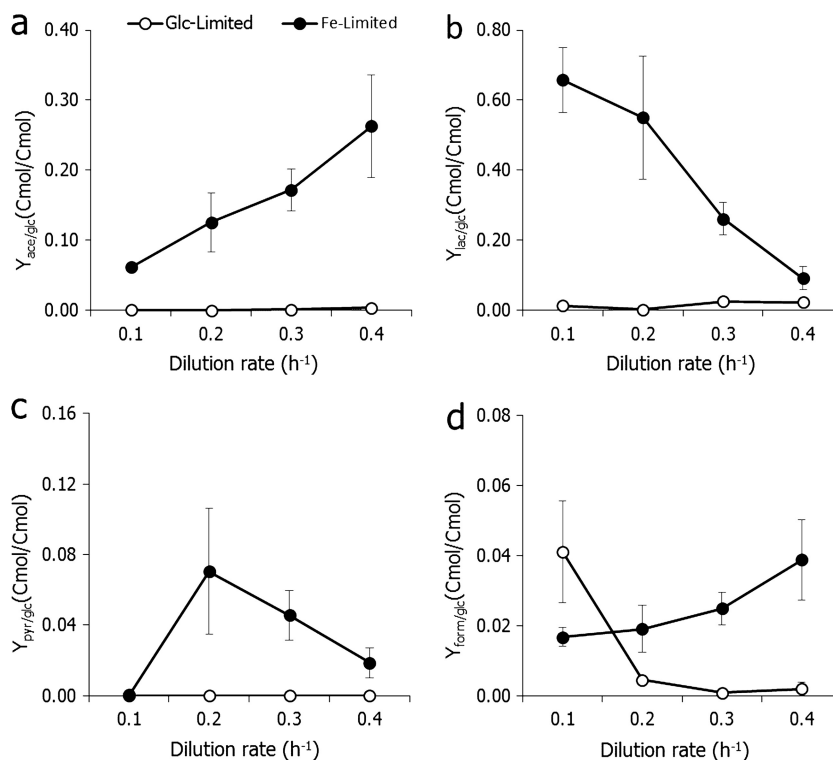 a
Glc-Limited
Fe-Limited
Y_ace/glc(Cmol/Cmol)
0.40
0.30
0.20
0.10
0.00
0.1 0.2 0.3 0.4
Dilution rate (h⁻¹)
b
Y_lac/glc(Cmol/Cmol)
0.80
0.60
0.40
0.20
0.00
0.1 0.2 0.3 0.4
Dilution rate (h⁻¹)
c
Y_pyr/glc(Cmol/Cmol)
0.16
0.12
0.08
0.04
0.00
0.1 0.2 0.3 0.4
Dilution rate (h⁻¹)
d
Y_form/glc(Cmol/Cmol)
0.08
0.06
0.04
0.02
0.00
0.1 0.2 0.3 0.4
Dilution rate (h⁻¹)